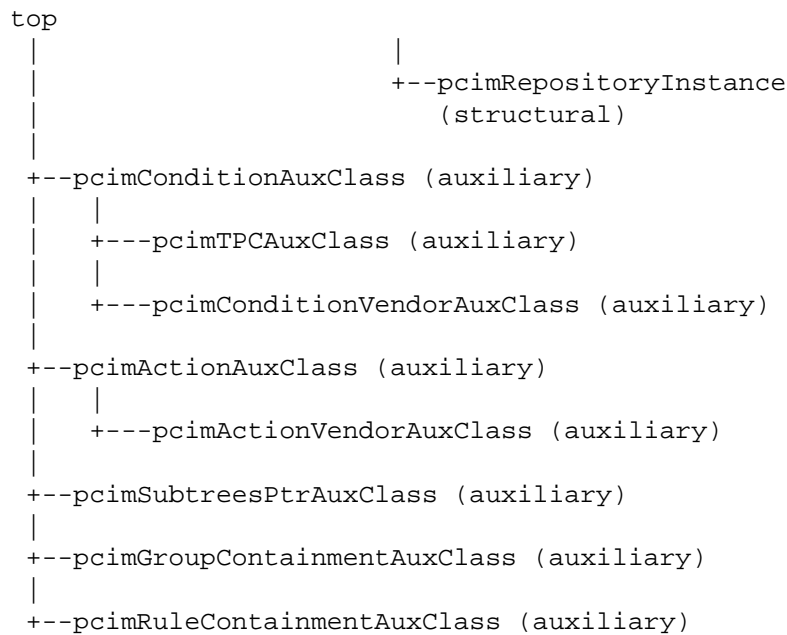 top
|                      |
|                      +--pcimRepositoryInstance
|                         (structural)
|
+--pcimConditionAuxClass (auxiliary)
|   |
|   +---pcimTPCAuxClass (auxiliary)
|   |
|   +---pcimConditionVendorAuxClass (auxiliary)
|
+--pcimActionAuxClass (auxiliary)
|   |
|   +---pcimActionVendorAuxClass (auxiliary)
|
+--pcimSubtreesPtrAuxClass (auxiliary)
|
+--pcimGroupContainmentAuxClass (auxiliary)
|
+--pcimRuleContainmentAuxClass (auxiliary)